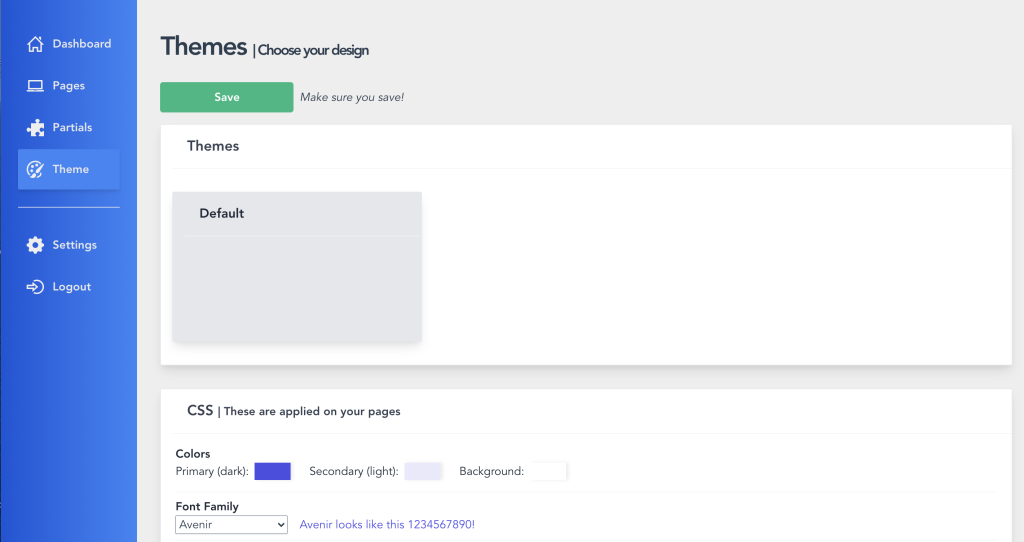 Dashboard
Pages
Partials
Theme
Settings
Logout
Themes | Choose your design
Save Make sure you save!
Themes
Default
CSS | These are applied on your pages
Colors
Primary (dark): Secondary (light): Background:
Font Family
Avenir Avenir looks like this 1234567890!